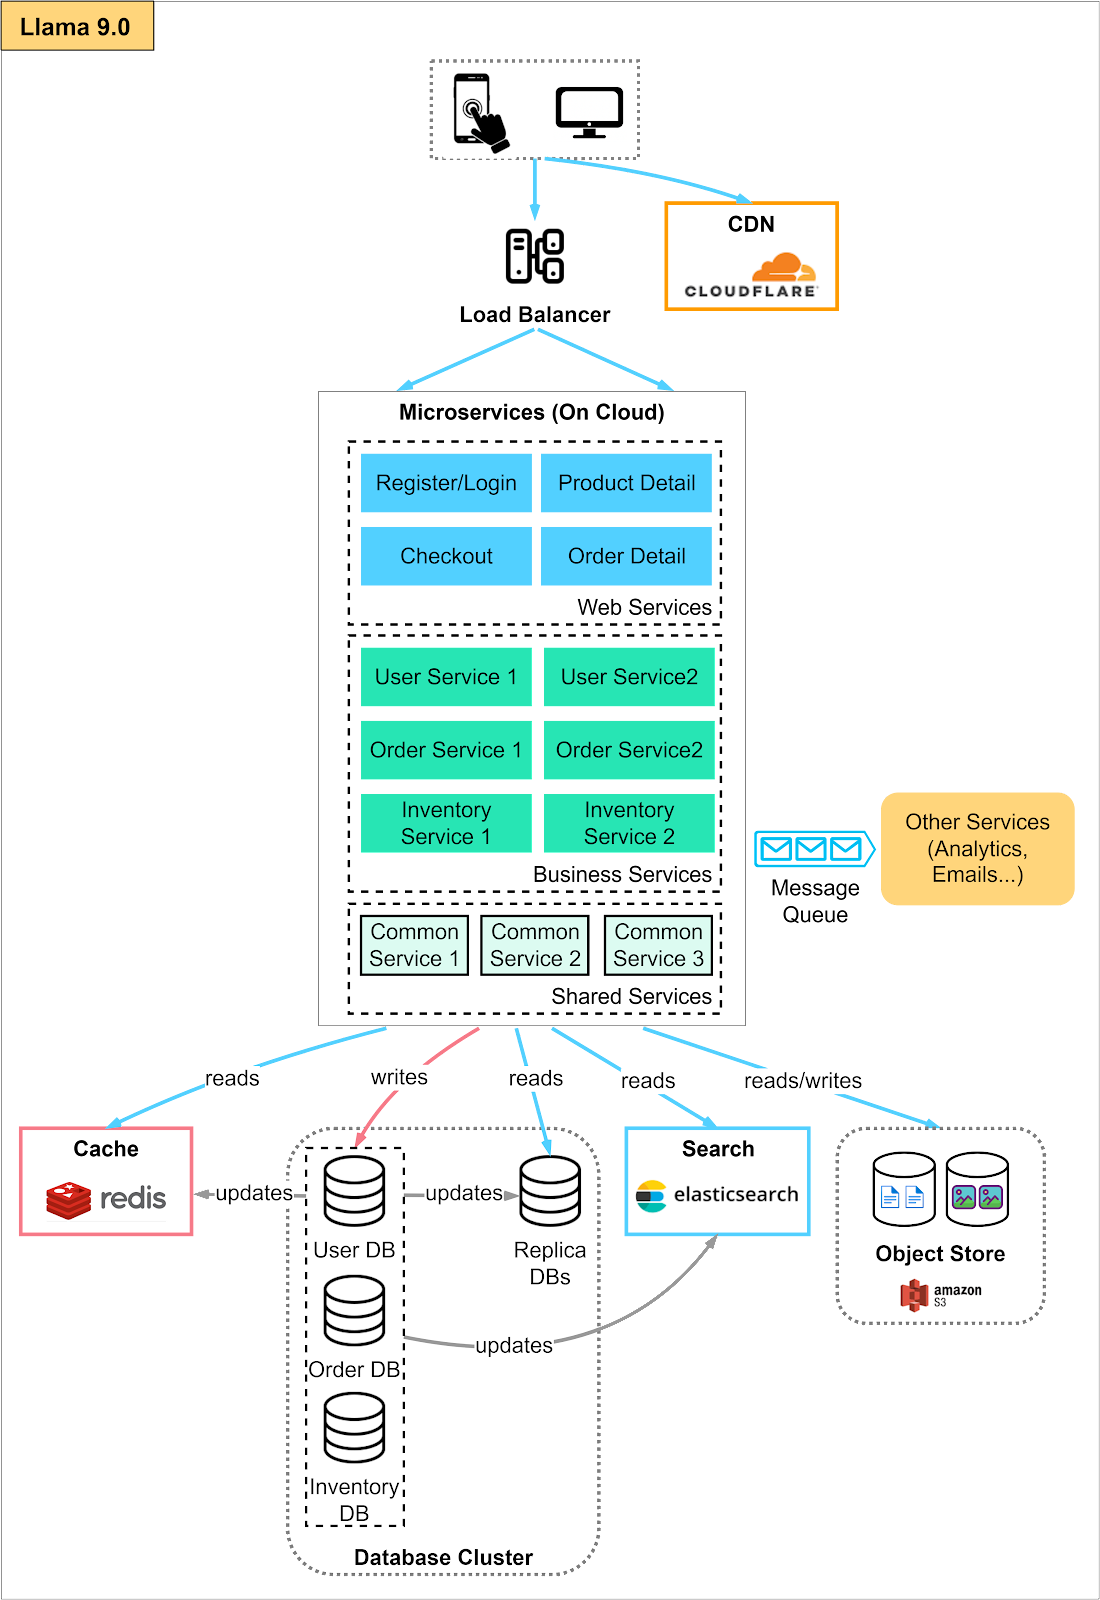 Llama 9.0
CDN
CLOUDFLARE
Load Balancer
Microservices (On Cloud)
Register/Login
Product Detail
Checkout
Order Detail
Web Services
User Service 1
User Service2
Order Service 1
Order Service2
Inventory
Service 1
Inventory
Service 2
Business Services
Message
Queue
Other Services
(Analytics,
Emails...)
Common
Service 1
Common
Service 2
Common
Service 3
Shared Services
reads
writes
reads
reads
reads/writes
Cache
redis
updates
User DB
updates
Replica
DBs
Order DB
updates
Inventory
DB
Database Cluster
Search
elasticsearch
Object Store
amazon
S3